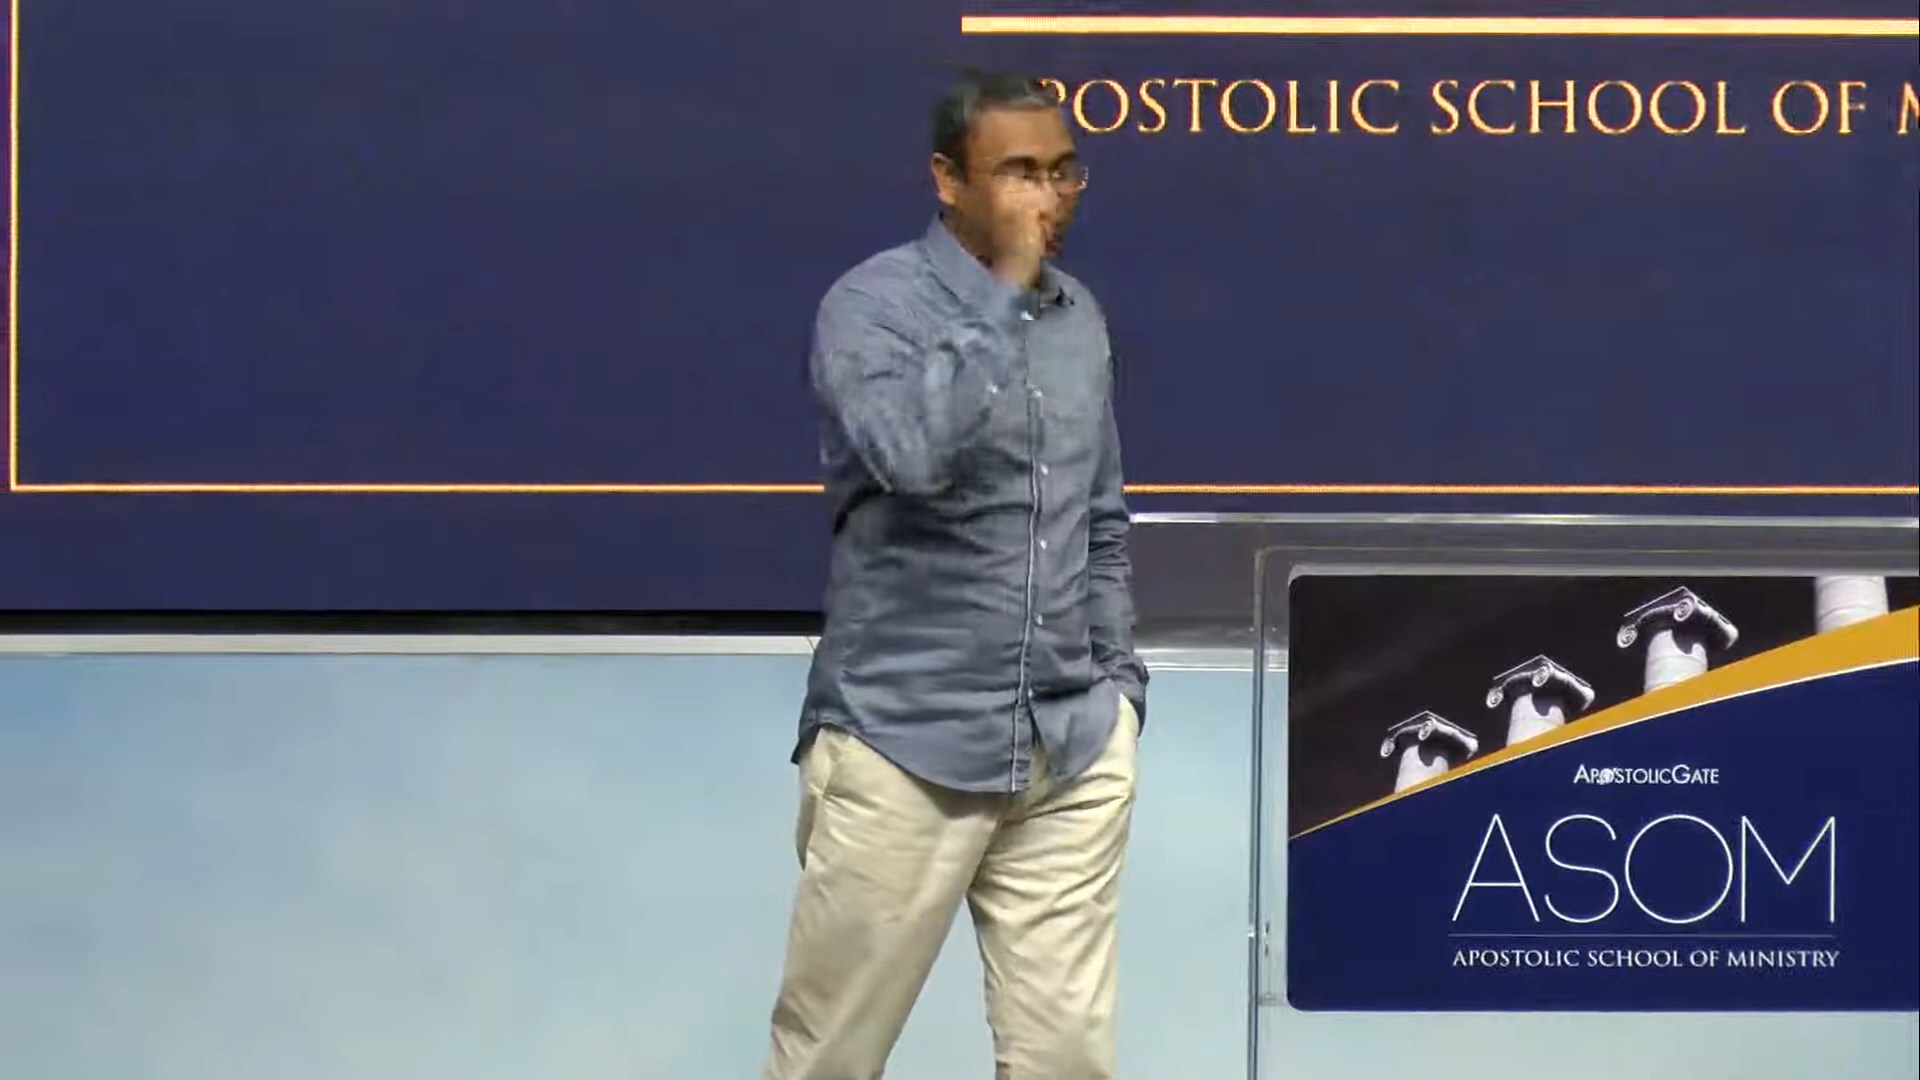 POSTOLIC SCHOOL OF
APOSTOLICGATE
ASOM
APOSTOLIC SCHOOL OF MINISTRY